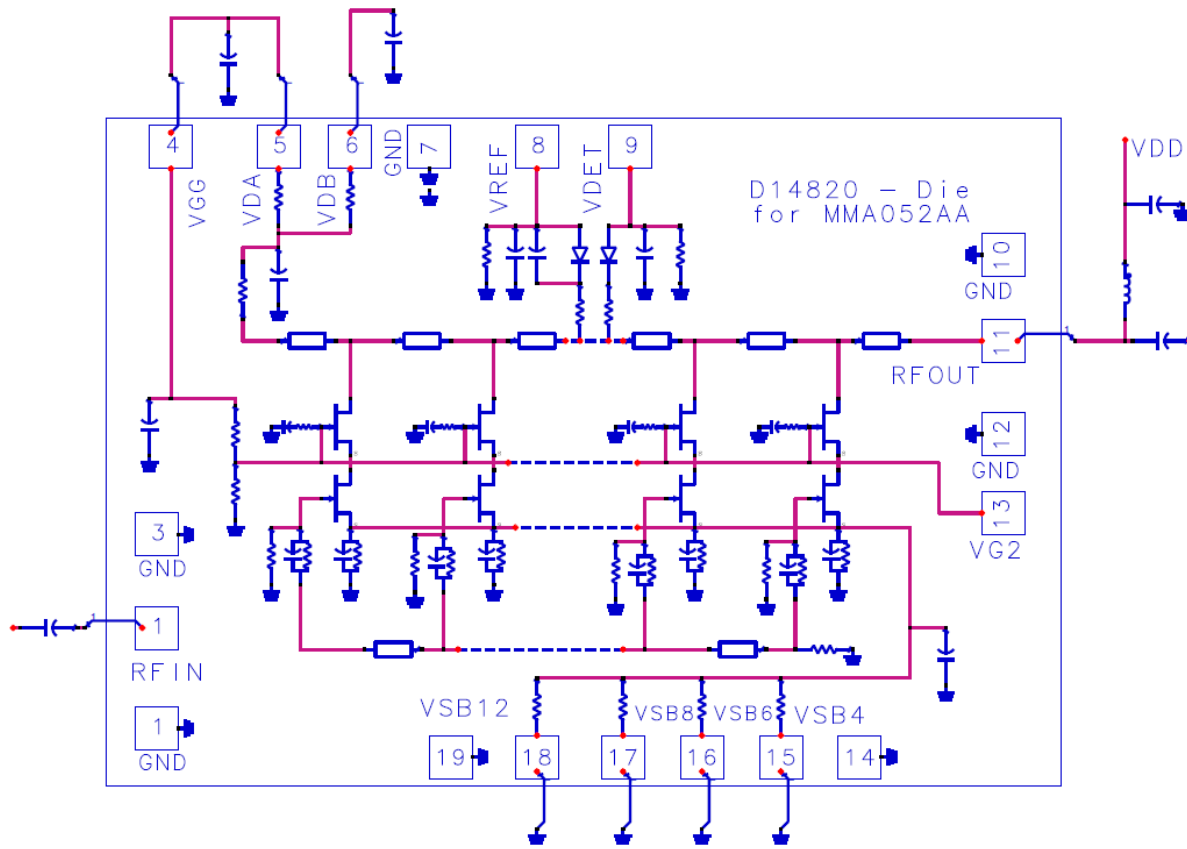 4
5
6
GND
7
8
9
VGG
VDA
VDB
VREF
VDET
D14820 - Die
for MMA052AA
VDD
10
GND
11
RFOUT
12
GND
13
VG2
3
GND
1
RFIN
1
GND
VSB12
VSB8
VSB6
VSB4
19
18
17
16
15
14